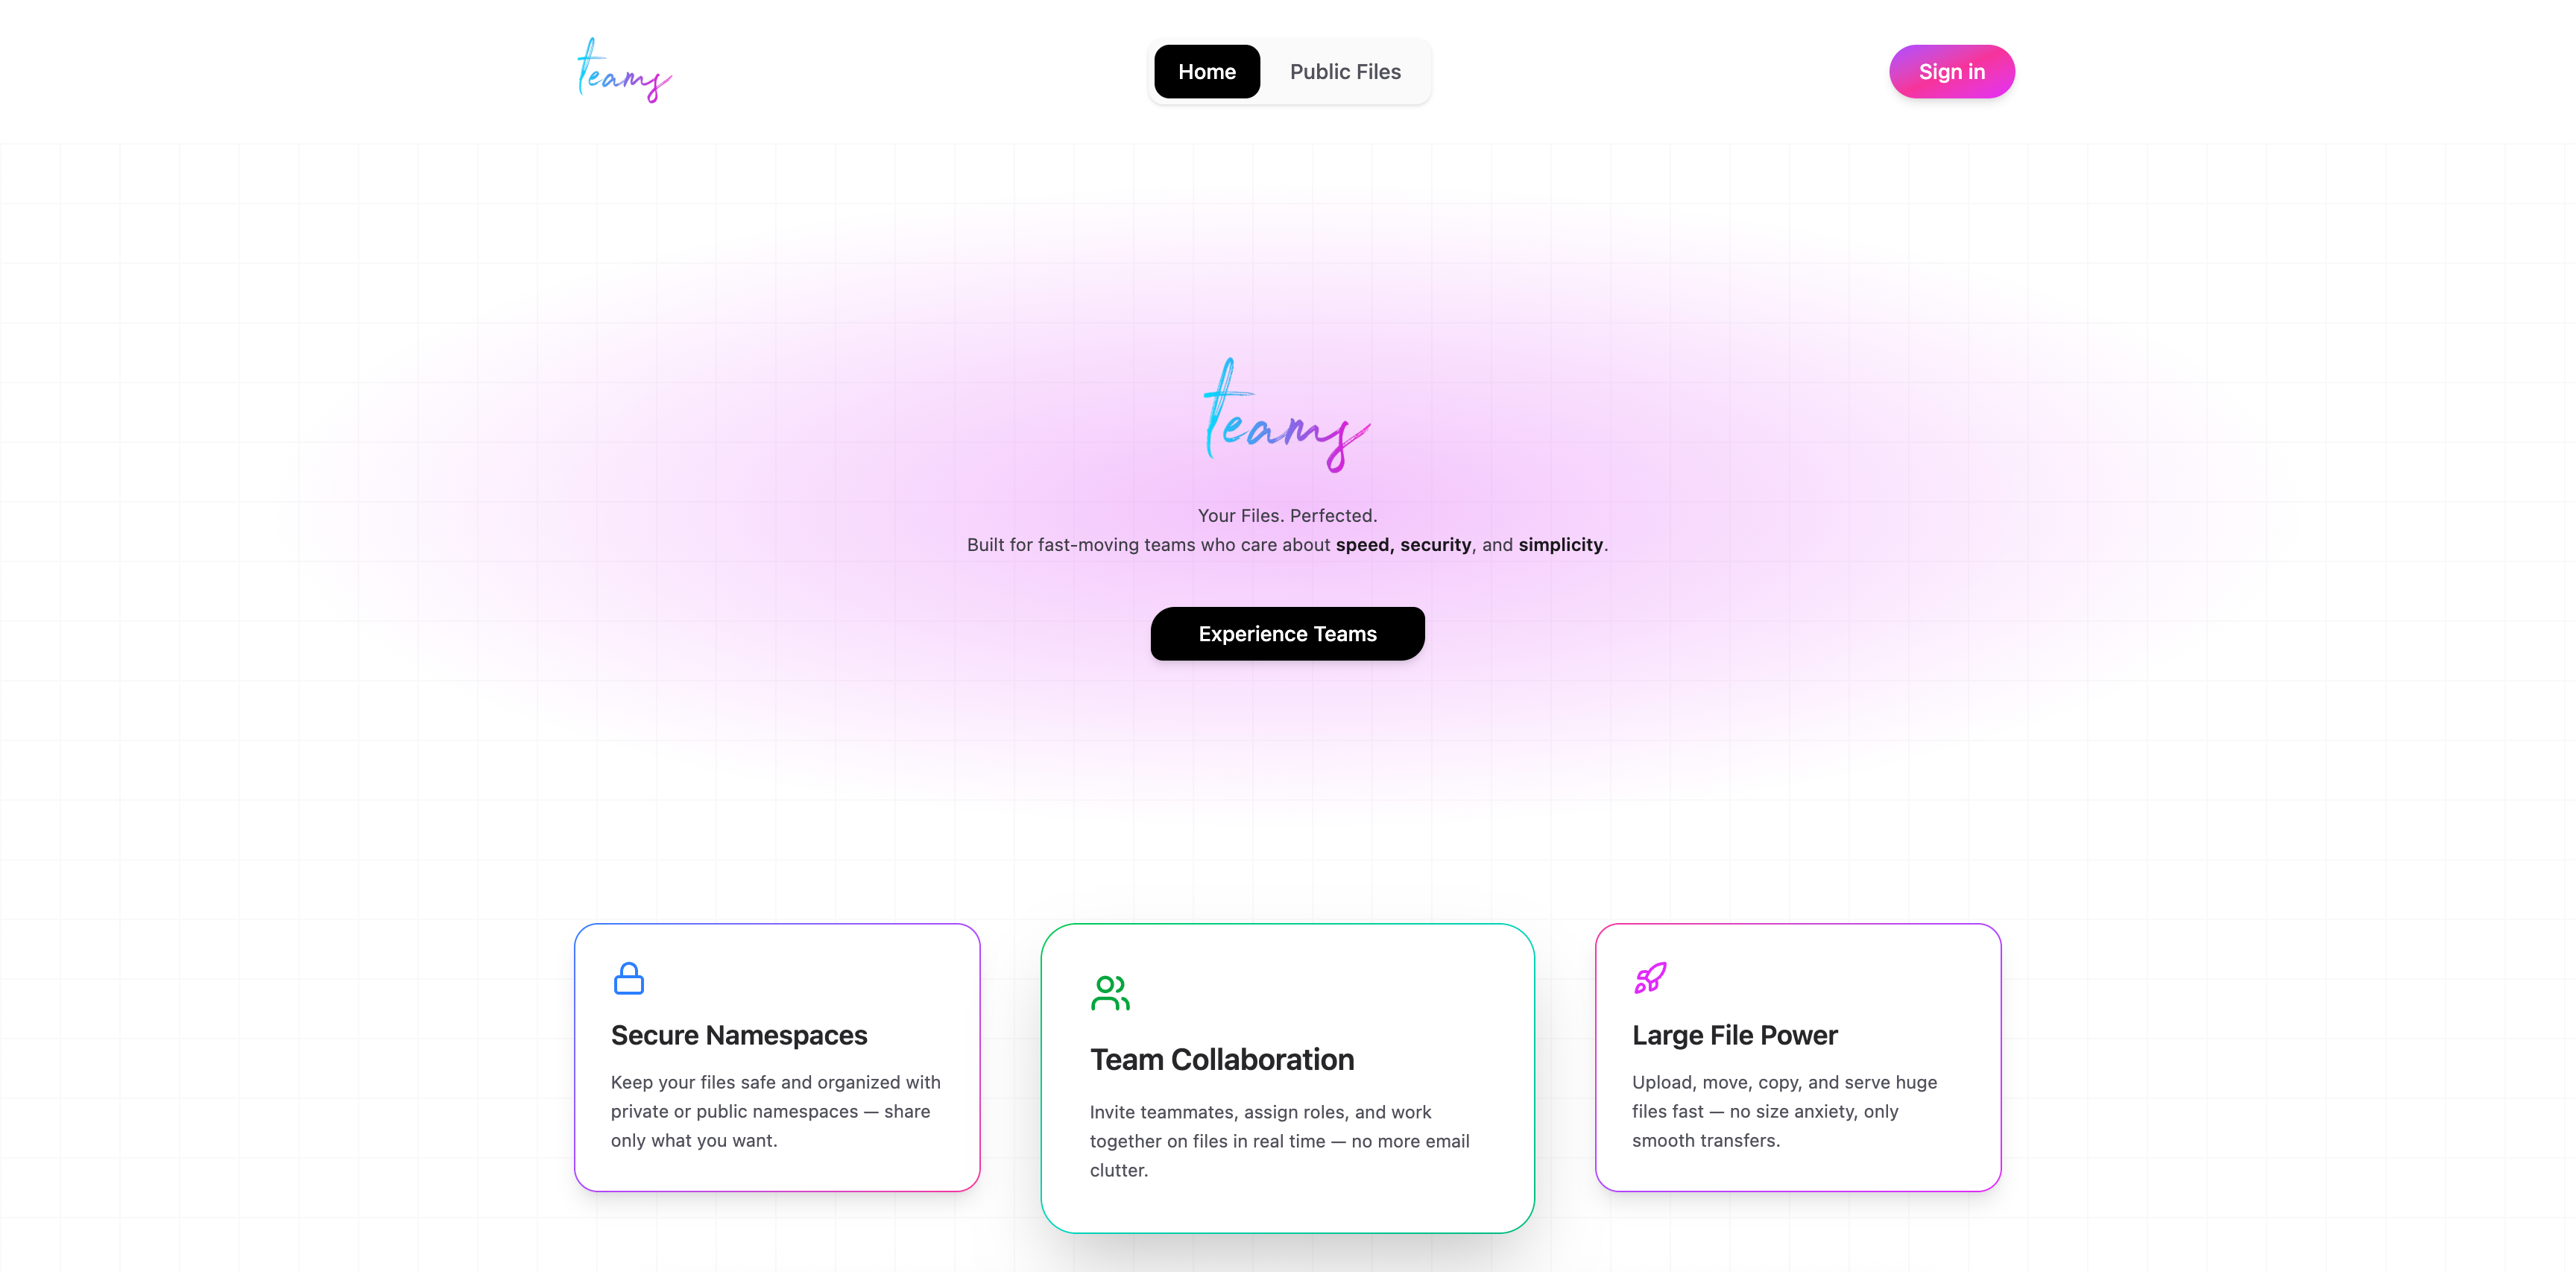 teams
Home
Public Files
Sign in
teams
Your Files. Perfected.
Built for fast-moving teams who care about speed, security, and simplicity.
Experience Teams
Secure Namespaces
Keep your files safe and organized with
private or public namespaces — share
only what you want.
Team Collaboration
Invite teammates, assign roles, and work
together on files in real time — no more email
clutter.
Large File Power
Upload, move, copy, and serve huge
files fast — no size anxiety, only
smooth transfers.